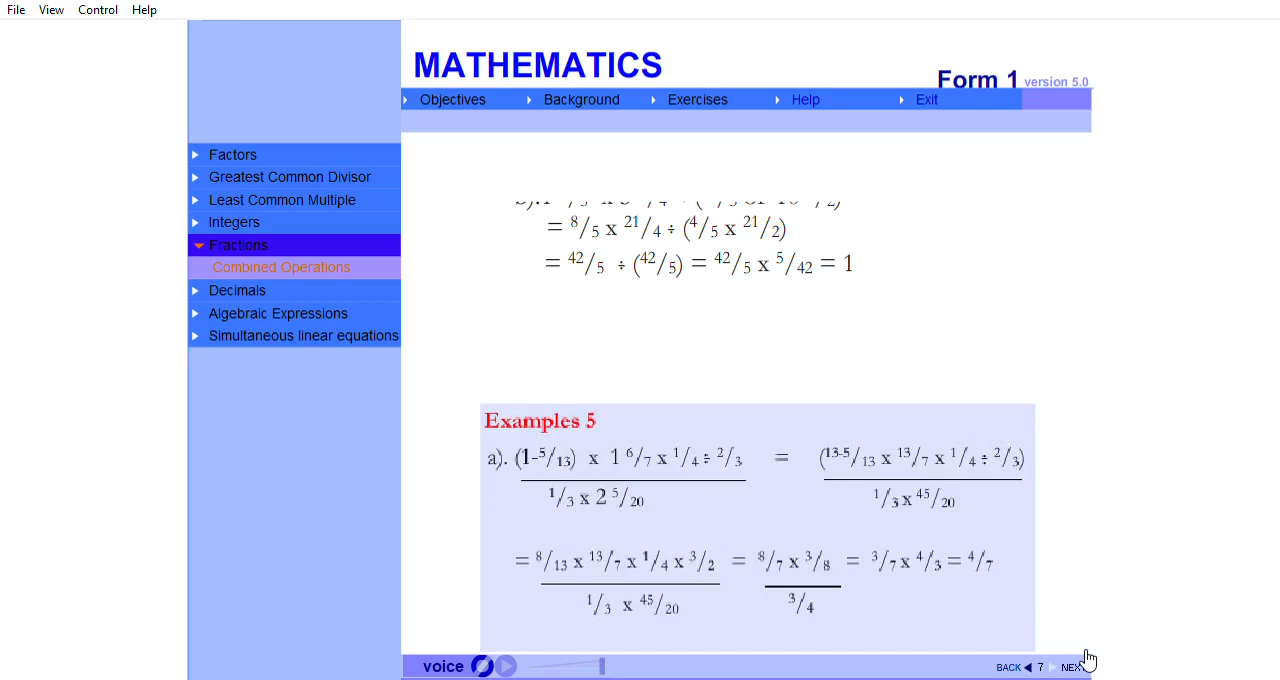 File View Control Help
MATHEMATICS
Form 1 version 5.0
Objectives Background Exercises Help Exit
Factors
Greatest Common Divisor
Least Common Multiple
Integers
Fractions
Combined Operations
Decimals
Algebraic Expressions
Simultaneous linear equations
= 8/5 x 21/4 ÷ (4/5 x 21/2)
= 42/5 ÷ (42/5) = 42/5 x 5/42 = 1
Examples 5
a). (1-5/13) x 1 6/7 x 1/4 ÷ 2/3 = (13-5/13 x 13/7 x 1/4 ÷ 2/3)
1/3 x 2 5/20 1/3 x 45/20
= 8/13 x 13/7 x 1/4 x 3/2 = 8/7 x 3/8 = 3/7 x 4/3 = 4/7
1/3 x 45/20 3/4
voice
BACK 7